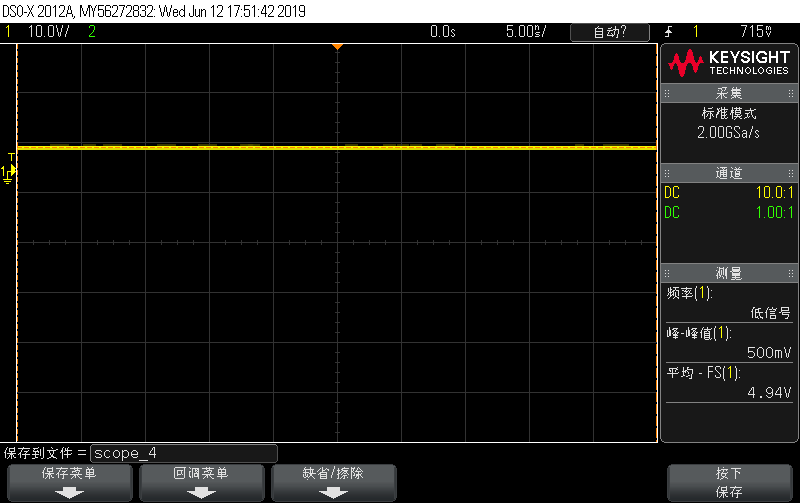 DSO-X 2012A, MY56272832: Wed Jun 12 17:51:42 2019
1 10.0V/ 2 0.0s 5.00ns/ 自动? 1 715mV
KEYSIGHT
TECHNOLOGIES
采集
标准模式
2.00GSa/s
通道
DC 10.0:1
DC 1.00:1
测量
频率(1):
低信号
峰-峰值(1):
500mV
平均 - FS(1):
4.94V
T
1
保存到文件 = scope_4
保存菜单 回调菜单 缺省/擦除 按下
保存